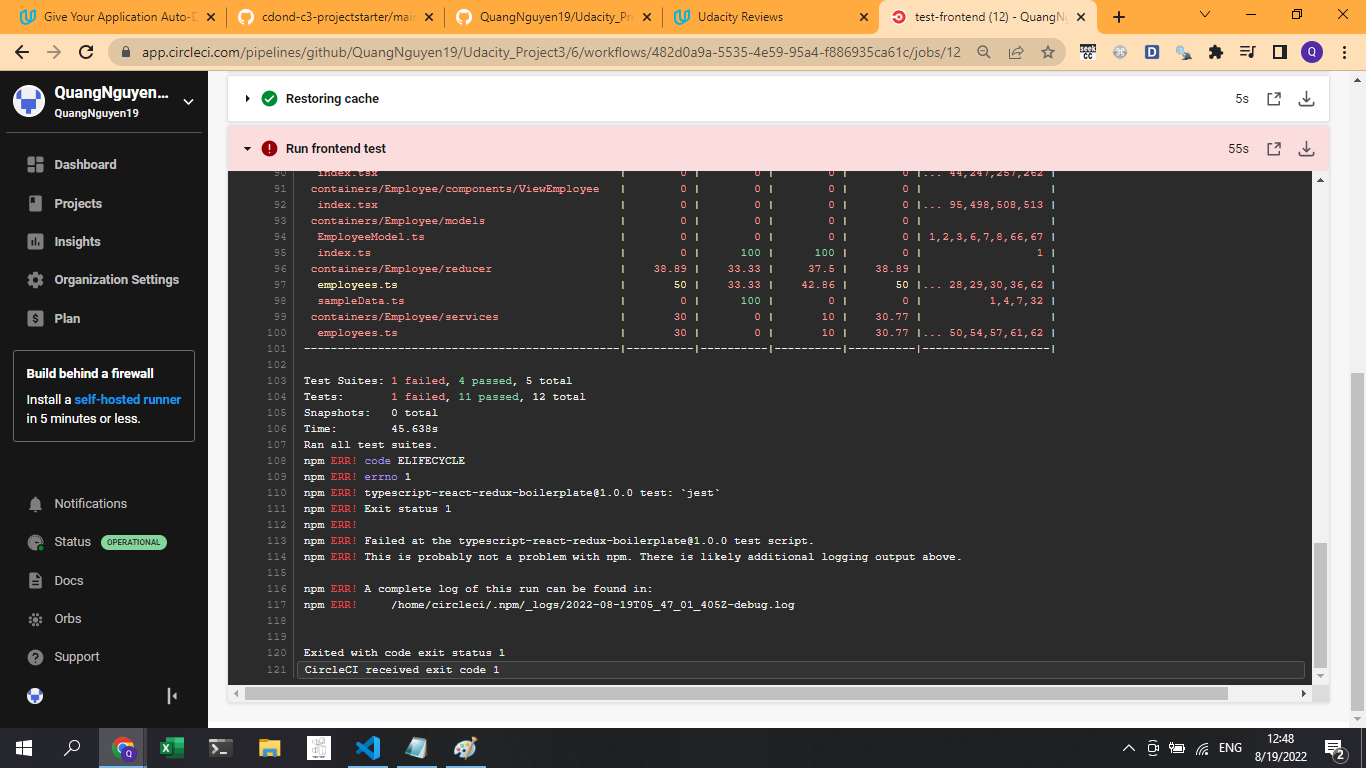 Give Your Application Auto-D
cdond-c3-projectstarter/mai
QuangNguyen19/Udacity_Pr
Udacity Reviews
test-frontend (12) - QuangN
app.circleci.com/pipelines/github/QuangNguyen19/Udacity_Project3/6/workflows/482d0a9a-5535-4e59-95a4-f886935ca61c/jobs/12
seek CC
D
Q
QuangNguyen...
QuangNguyen19
Dashboard
Projects
Insights
Organization Settings
Plan
Build behind a firewall
Install a self-hosted runner
in 5 minutes or less.
Notifications
Status OPERATIONAL
Docs
Orbs
Support
Restoring cache 5s
Run frontend test 55s
90 index.tsx | 0 | 0 | 0 | 0 |... 44,247,257,262 |
91 containers/Employee/components/ViewEmployee | 0 | 0 | 0 | 0 | |
92 index.tsx | 0 | 0 | 0 | 0 |... 95,498,508,513 |
93 containers/Employee/models | 0 | 0 | 0 | 0 | |
94 EmployeeModel.ts | 0 | 0 | 0 | 0 | 1,2,3,6,7,8,66,67 |
95 index.ts | 0 | 100 | 100 | 0 | 1 |
96 containers/Employee/reducer | 38.89 | 33.33 | 37.5 | 38.89 | |
97 employees.ts | 50 | 33.33 | 42.86 | 50 |... 28,29,30,36,62 |
98 sampleData.ts | 0 | 100 | 0 | 0 | 1,4,7,32 |
99 containers/Employee/services | 30 | 0 | 10 | 30.77 | |
100 employees.ts | 30 | 0 | 10 | 30.77 |... 50,54,57,61,62 |
101 -----------------------------------------------|----------|----------|----------|----------|-------------------|
102
103 Test Suites: 1 failed, 4 passed, 5 total
104 Tests: 1 failed, 11 passed, 12 total
105 Snapshots: 0 total
106 Time: 45.638s
107 Ran all test suites.
108 npm ERR! code ELIFECYCLE
109 npm ERR! errno 1
110 npm ERR! typescript-react-redux-boilerplate@1.0.0 test: `jest`
111 npm ERR! Exit status 1
112 npm ERR!
113 npm ERR! Failed at the typescript-react-redux-boilerplate@1.0.0 test script.
114 npm ERR! This is probably not a problem with npm. There is likely additional logging output above.
115
116 npm ERR! A complete log of this run can be found in:
117 npm ERR! /home/circleci/.npm/_logs/2022-08-19T05_47_01_405Z-debug.log
118
119
120 Exited with code exit status 1
121 CircleCI received exit code 1
ENG
12:48
8/19/2022
2